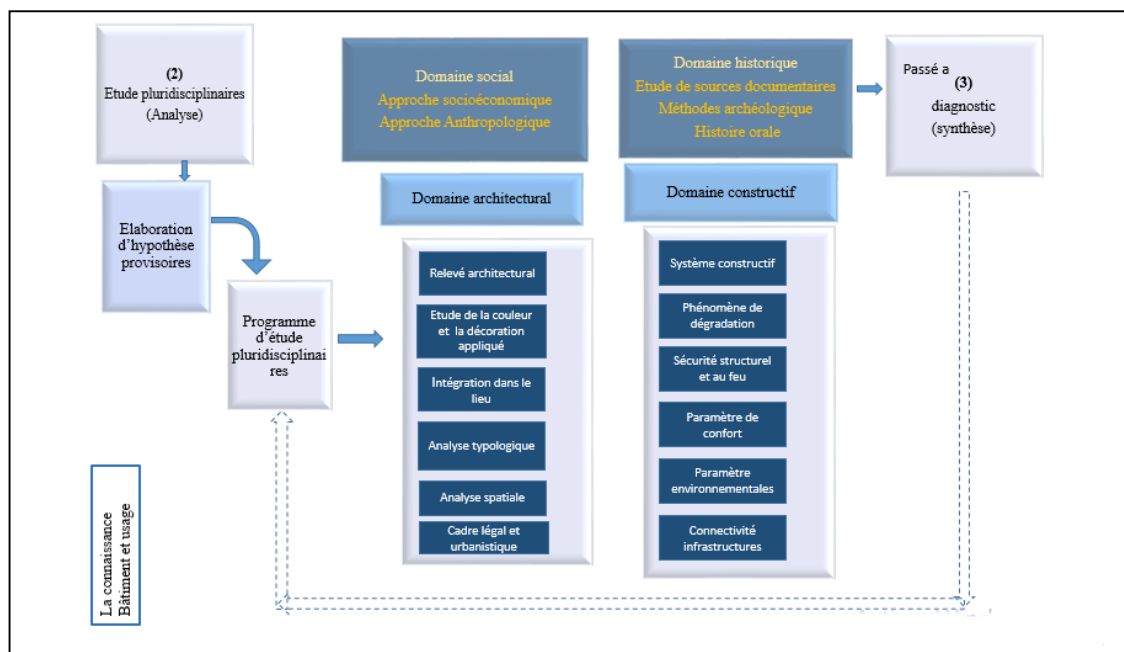 (2)
Etude pluridisciplinaires
(Analyse)
Elaboration
d'hypothèse
provisoires
Programme
d'étude
pluridisciplinai
res
Domaine social
Approche socioéconomique
Approche Anthropologique
Domaine historique
Etude de sources documentaires
Méthodes archéologique
Histoire orale
Passé a
(3)
diagnostic
(synthèse)
Domaine architectural
Relevé architectural
Etude de la couleur
et la décoration
appliqué
Intégration dans le
lieu
Analyse typologique
Analyse spatiale
Cadre légal et
urbanistique
Domaine constructif
Système constructif
Phénomène de
dégradation
Sécurité structurel
et au feu
Paramètre de
confort
Paramètre
environnementales
Connectivité
infrastructures
La connaissance
Bâtiment et usage